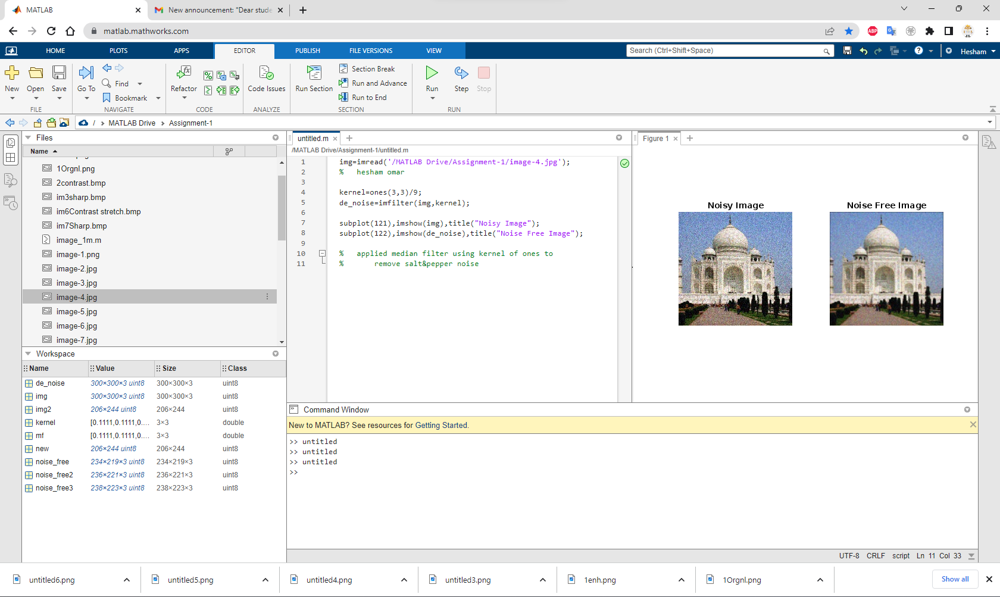 MATLAB
New announcement: "Dear stude
matlab.mathworks.com
ABP
HOME
PLOTS
APPS
EDITOR
PUBLISH
FILE VERSIONS
VIEW
Search (Ctrl+Shift+Space)
Hesham
New
Open
Save
FILE
Go To
Find
Bookmark
NAVIGATE
Refactor
CODE
Code Issues
ANALYZE
Run Section
Section Break
Run and Advance
Run to End
SECTION
Run
Step
Stop
RUN
/ › MATLAB Drive › Assignment-1
Files
Name
1Orgnl.png
2contrast.bmp
im3sharp.bmp
im6Contrast stretch.bmp
im7Sharp.bmp
image_1m.m
image-1.png
image-2.jpg
image-3.jpg
image-4.jpg
image-5.jpg
image-6.jpg
image-7.jpg
Workspace
Name Value Size Class
de_noise 300×300×3 uint8 300×300×3 uint8
img 300×300×3 uint8 300×300×3 uint8
img2 206×244 uint8 206×244 uint8
kernel [0.1111,0.1111,0.... 3×3 double
mf [0.1111,0.1111,0.... 3×3 double
new 206×244 uint8 206×244 uint8
noise_free 234×219×3 uint8 234×219×3 uint8
noise_free2 236×221×3 uint8 236×221×3 uint8
noise_free3 238×223×3 uint8 238×223×3 uint8
untitled.m
/MATLAB Drive/Assignment-1/untitled.m
1 img=imread('/MATLAB Drive/Assignment-1/image-4.jpg');
2 % hesham omar
3
4 kernel=ones(3,3)/9;
5 de_noise=imfilter(img,kernel);
6
7 subplot(121),imshow(img),title("Noisy Image");
8 subplot(122),imshow(de_noise),title("Noise Free Image");
9
10 % applied median filter using kernel of ones to
11 % remove salt&pepper noise
Figure 1
Noisy Image
Noise Free Image
Command Window
New to MATLAB? See resources for Getting Started.
>> untitled
>> untitled
>> untitled
>>
UTF-8 CRLF script Ln 11 Col 33
untitled6.png
untitled5.png
untitled4.png
untitled3.png
1enh.png
1Orgnl.png
Show all